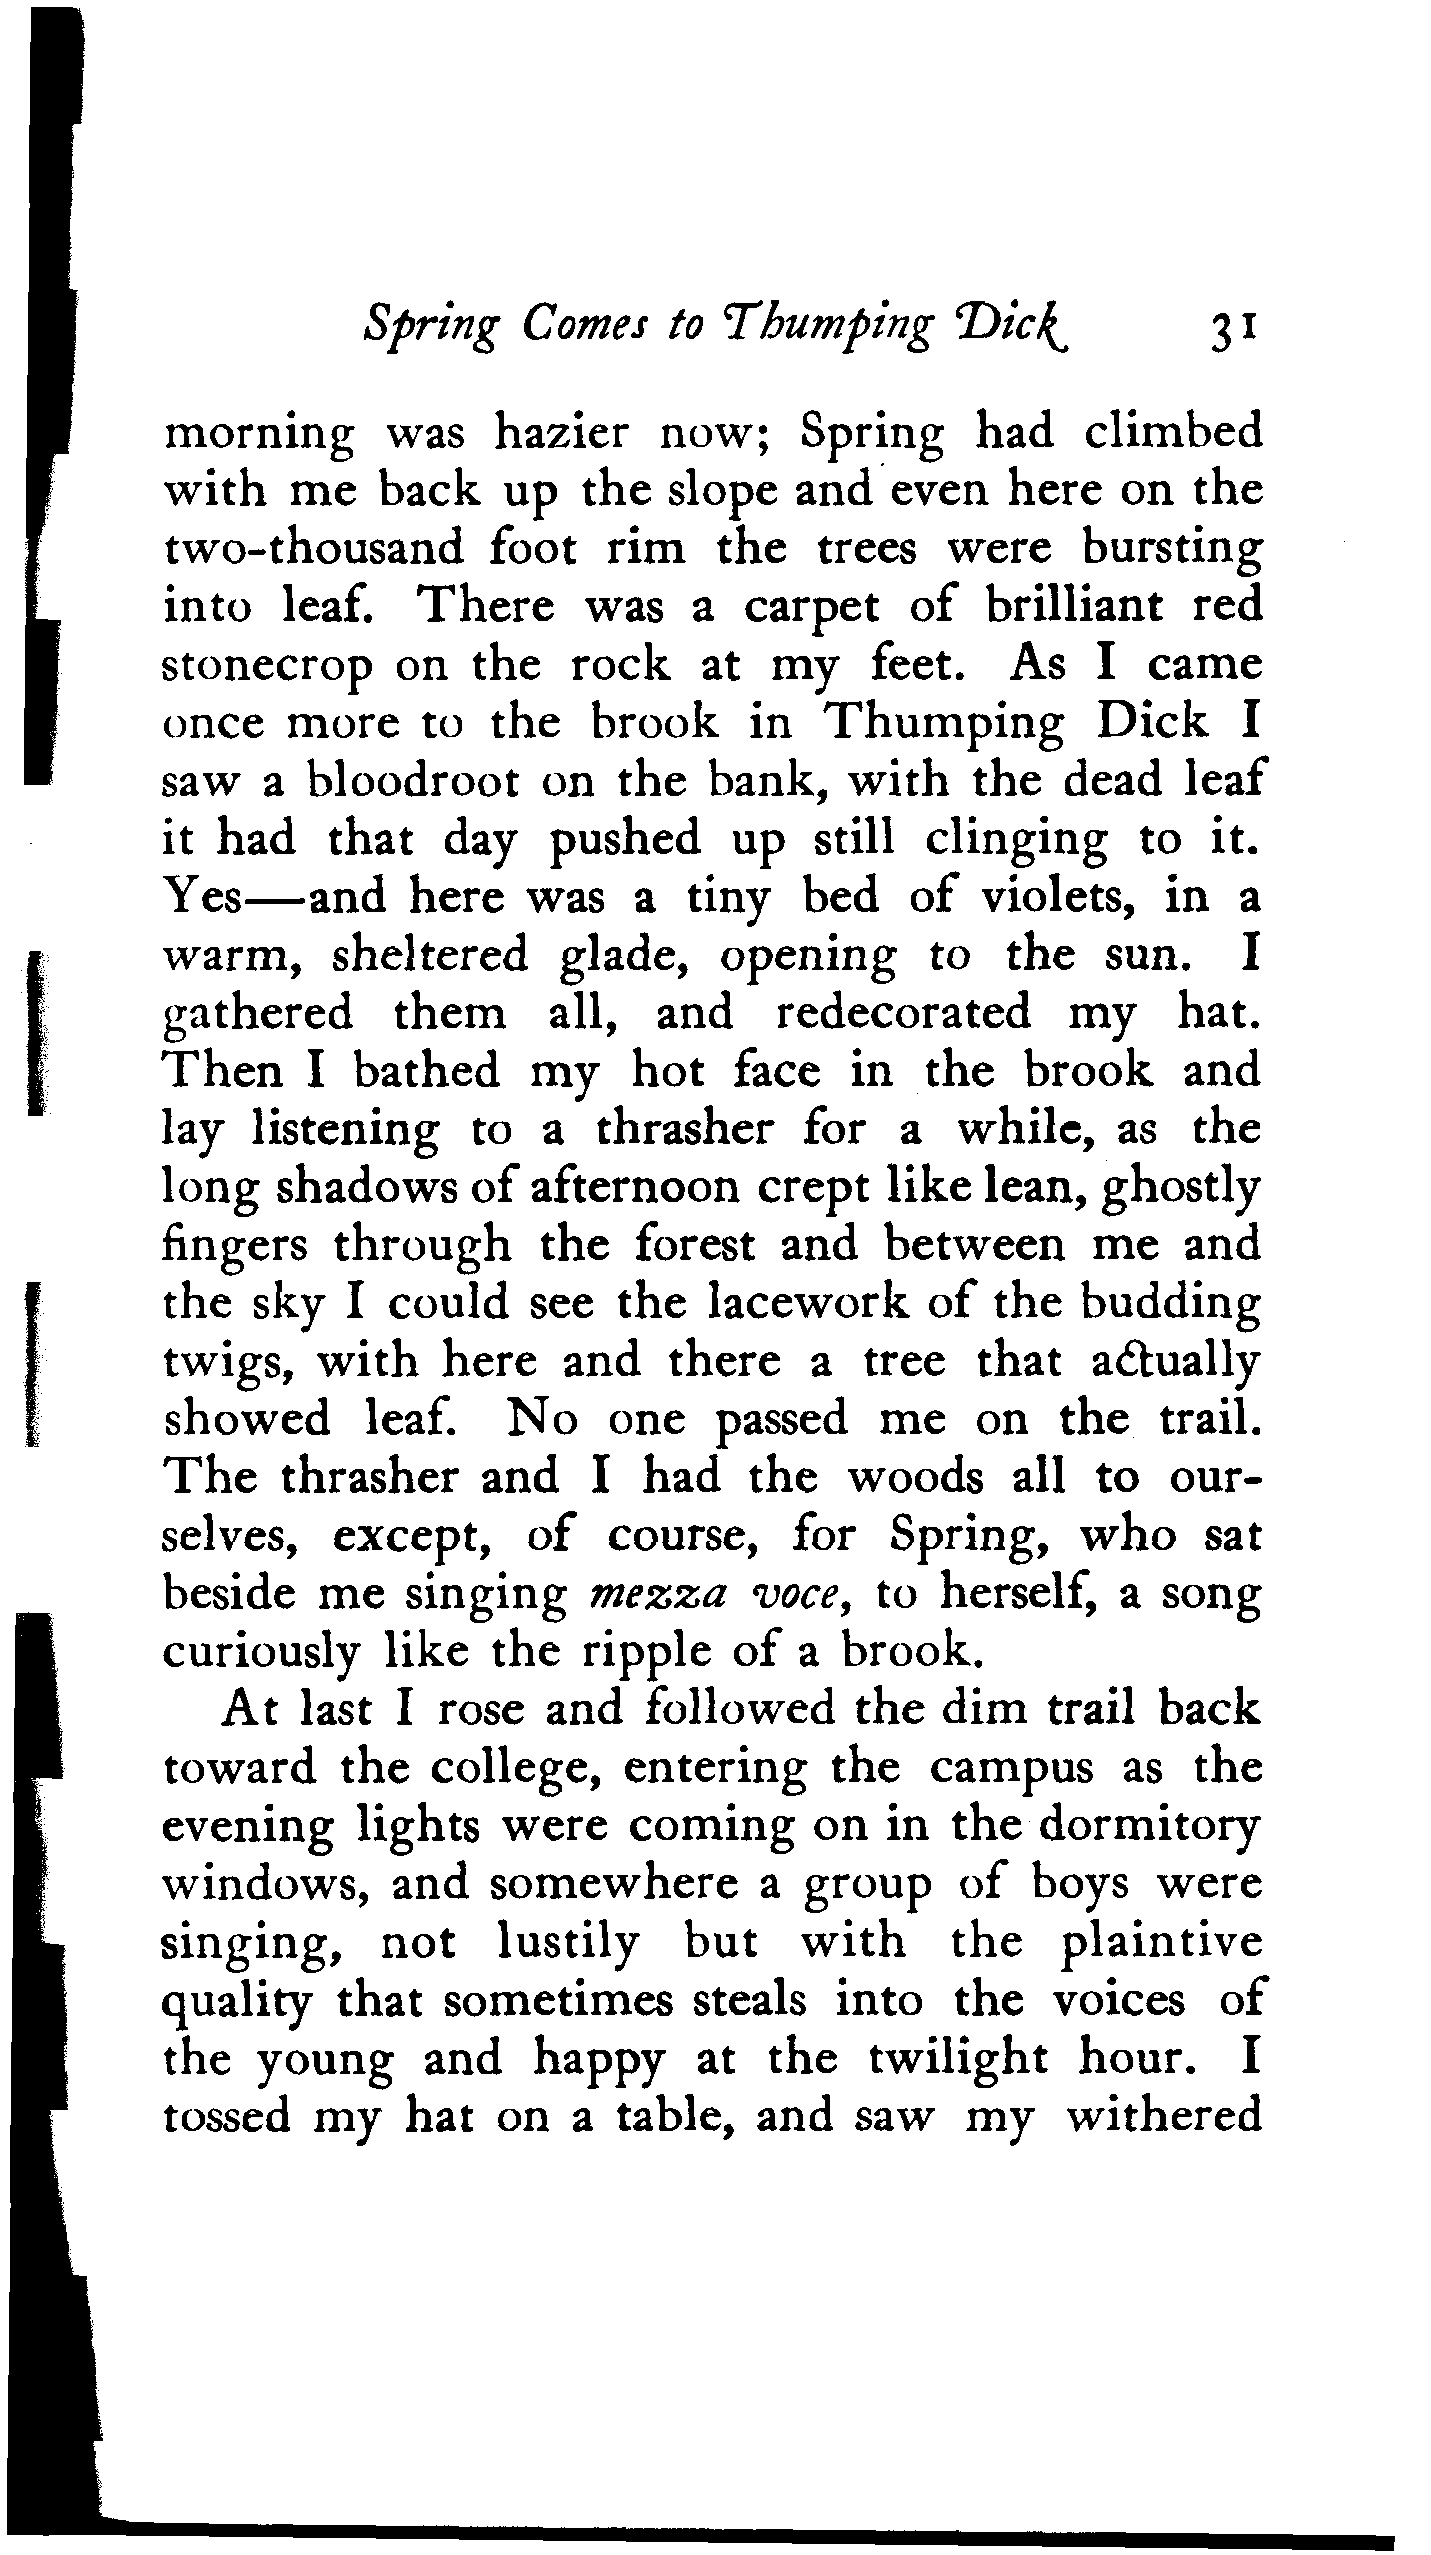 Spring Comes to Thumping Dick 31
morning was hazier now; Spring had climbed
with me back up the slope and even here on the
two-thousand foot rim the trees were bursting
into leaf. There was a carpet of brilliant red
stonecrop on the rock at my feet. As I came
once more to the brook in Thumping Dick I
saw a bloodroot on the bank, with the dead leaf
it had that day pushed up still clinging to it.
Yes—and here was a tiny bed of violets, in a
warm, sheltered glade, opening to the sun. I
gathered them all, and redecorated my hat.
Then I bathed my hot face in the brook and
lay listening to a thrasher for a while, as the
long shadows of afternoon crept like lean, ghostly
fingers through the forest and between me and
the sky I could see the lacework of the budding
twigs, with here and there a tree that actually
showed leaf. No one passed me on the trail.
The thrasher and I had the woods all to our-
selves, except, of course, for Spring, who sat
beside me singing mezza voce, to herself, a song
curiously like the ripple of a brook.
At last I rose and followed the dim trail back
toward the college, entering the campus as the
evening lights were coming on in the dormitory
windows, and somewhere a group of boys were
singing, not lustily but with the plaintive
quality that sometimes steals into the voices of
the young and happy at the twilight hour. I
tossed my hat on a table, and saw my withered